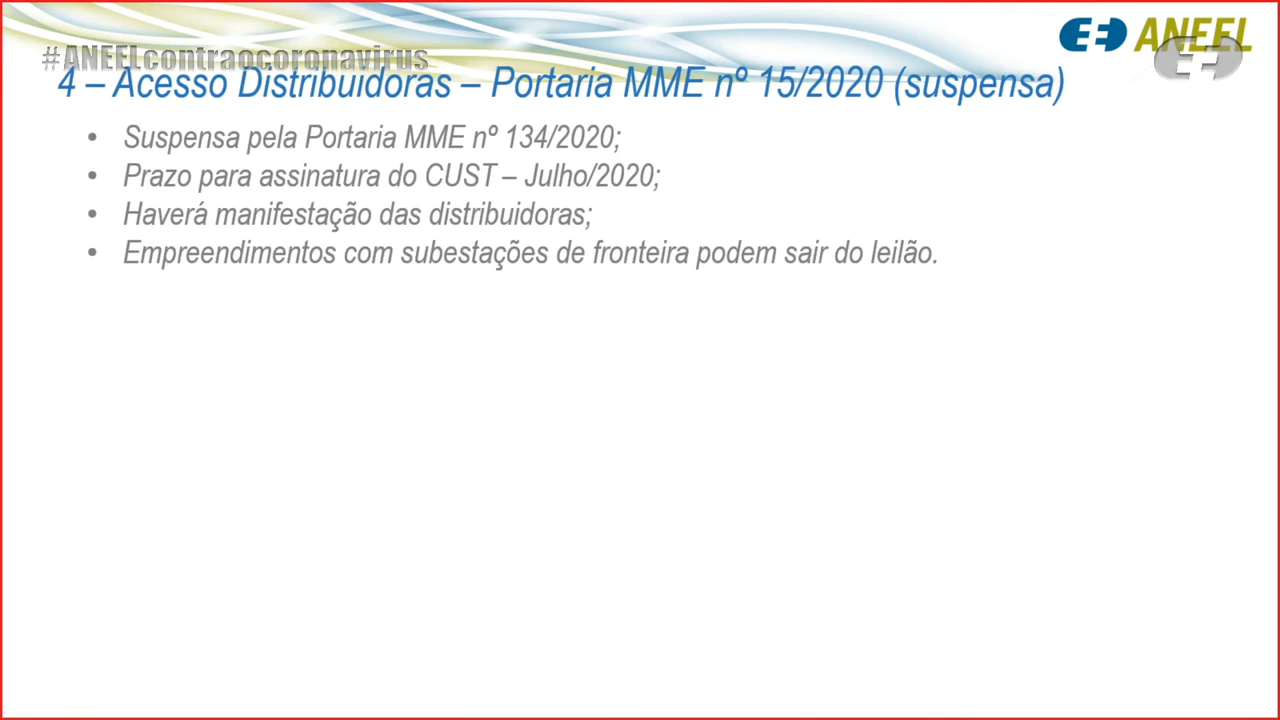 ANEEL
#ANEELcontraocoronavirus
4 – Acesso Distribuidoras – Portaria MME nº 15/2020 (suspensa)
• Suspensa pela Portaria MME nº 134/2020;
• Prazo para assinatura do CUST – Julho/2020;
• Haverá manifestação das distribuidoras;
• Empreendimentos com subestações de fronteira podem sair do leilão.